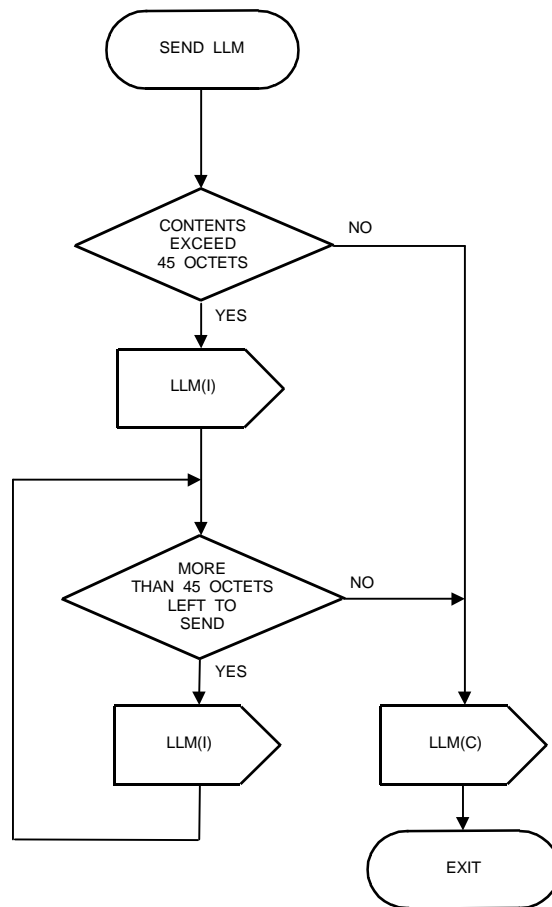 SEND LLM
CONTENTS
EXCEED
45 OCTETS
NO
YES
LLM(I)
MORE
THAN 45 OCTETS
LEFT TO
SEND
NO
YES
LLM(I)
LLM(C)
EXIT